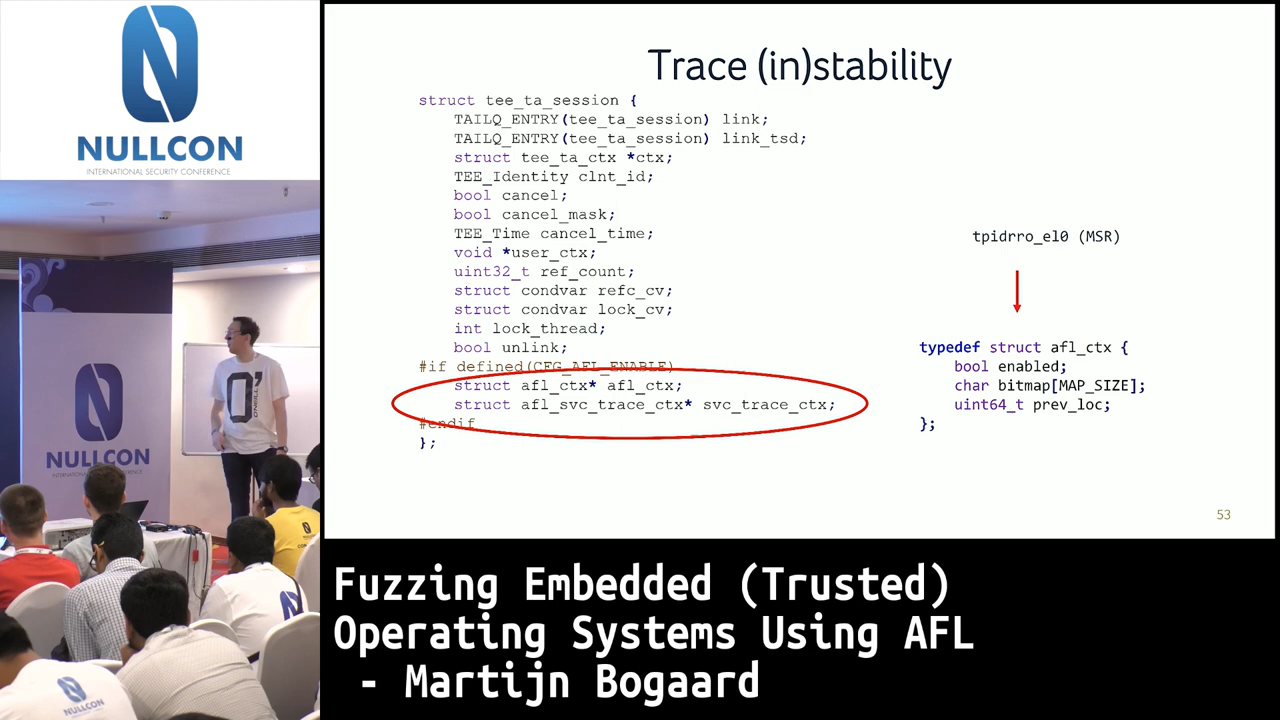 NULLCON
INTERNATIONAL SECURITY CONFERENCE
NULLCON
Trace (in)stability
struct tee_ta_session {
TAILQ_ENTRY(tee_ta_session) link;
TAILQ_ENTRY(tee_ta_session) link_tsd;
struct tee_ta_ctx *ctx;
TEE_Identity clnt_id;
bool cancel;
bool cancel_mask;
TEE_Time cancel_time;
void *user_ctx;
uint32_t ref_count;
struct condvar refc_cv;
struct condvar lock_cv;
int lock_thread;
bool unlink;
#if defined(CFG_AFL_ENABLE)
struct afl_ctx* afl_ctx;
struct afl_svc_trace_ctx* svc_trace_ctx;
#endif
};
tpidrro_el0 (MSR)
typedef struct afl_ctx {
bool enabled;
char bitmap[MAP_SIZE];
uint64_t prev_loc;
};
53
Fuzzing Embedded (Trusted)
Operating Systems Using AFL
- Martijn Bogaard